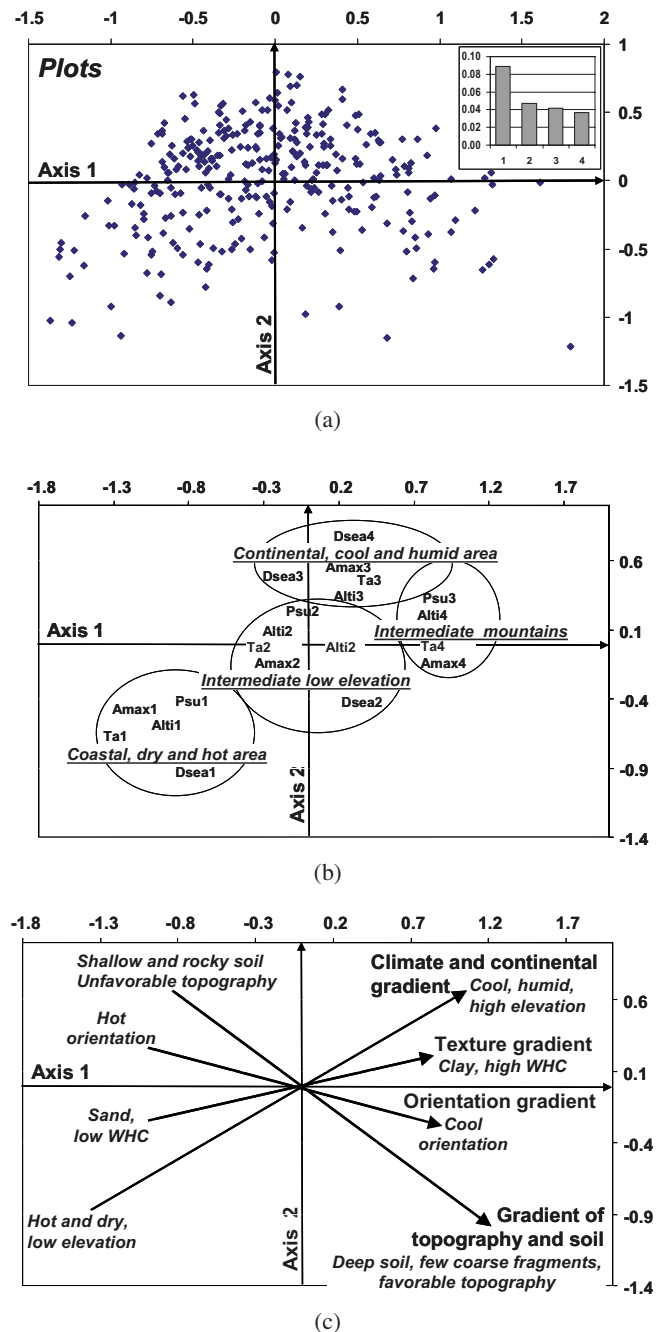 -1.5 -1 -0.5 0 0.5 1 1.5 2
Plots
1
0.5
0
-0.5
-1
-1.5
0.10
0.08
0.06
0.04
0.02
0.00
1 2 3 4
Axis 1
Axis 2
(a)
-1.8 -1.3 -0.8 -0.3 0.2 0.7 1.2 1.7
Dsea4
Continental, cool and humid area
0.6
Amax3
Dsea3
Ta3
Alti3
Psu3
Psu2
Alti4
Axis 1
Alti2
Intermediate mountains
0.1
Ta2
Alti2
Ta4
Amax2
Amax4
Intermediate low elevation
Psu1
Dsea2
-0.4
Amax1
Alti1
Ta1
Coastal, dry and hot area
Dsea1
Axis 2
-0.9
-1.4
(b)
-1.8 -1.3 -0.8 -0.3 0.2 0.7 1.2 1.7
Shallow and rocky soil
Unfavorable topography
Climate and continental
gradient
Cool, humid,
high elevation
0.6
Hot
orientation
Texture gradient
Clay, high WHC
Axis 1
0.1
Sand,
low WHC
Orientation gradient
Cool
orientation
-0.4
Hot and dry,
low elevation
Axis 2
Gradient of
topography and soil
-0.9
Deep soil, few coarse fragments,
favorable topography
-1.4
(c)